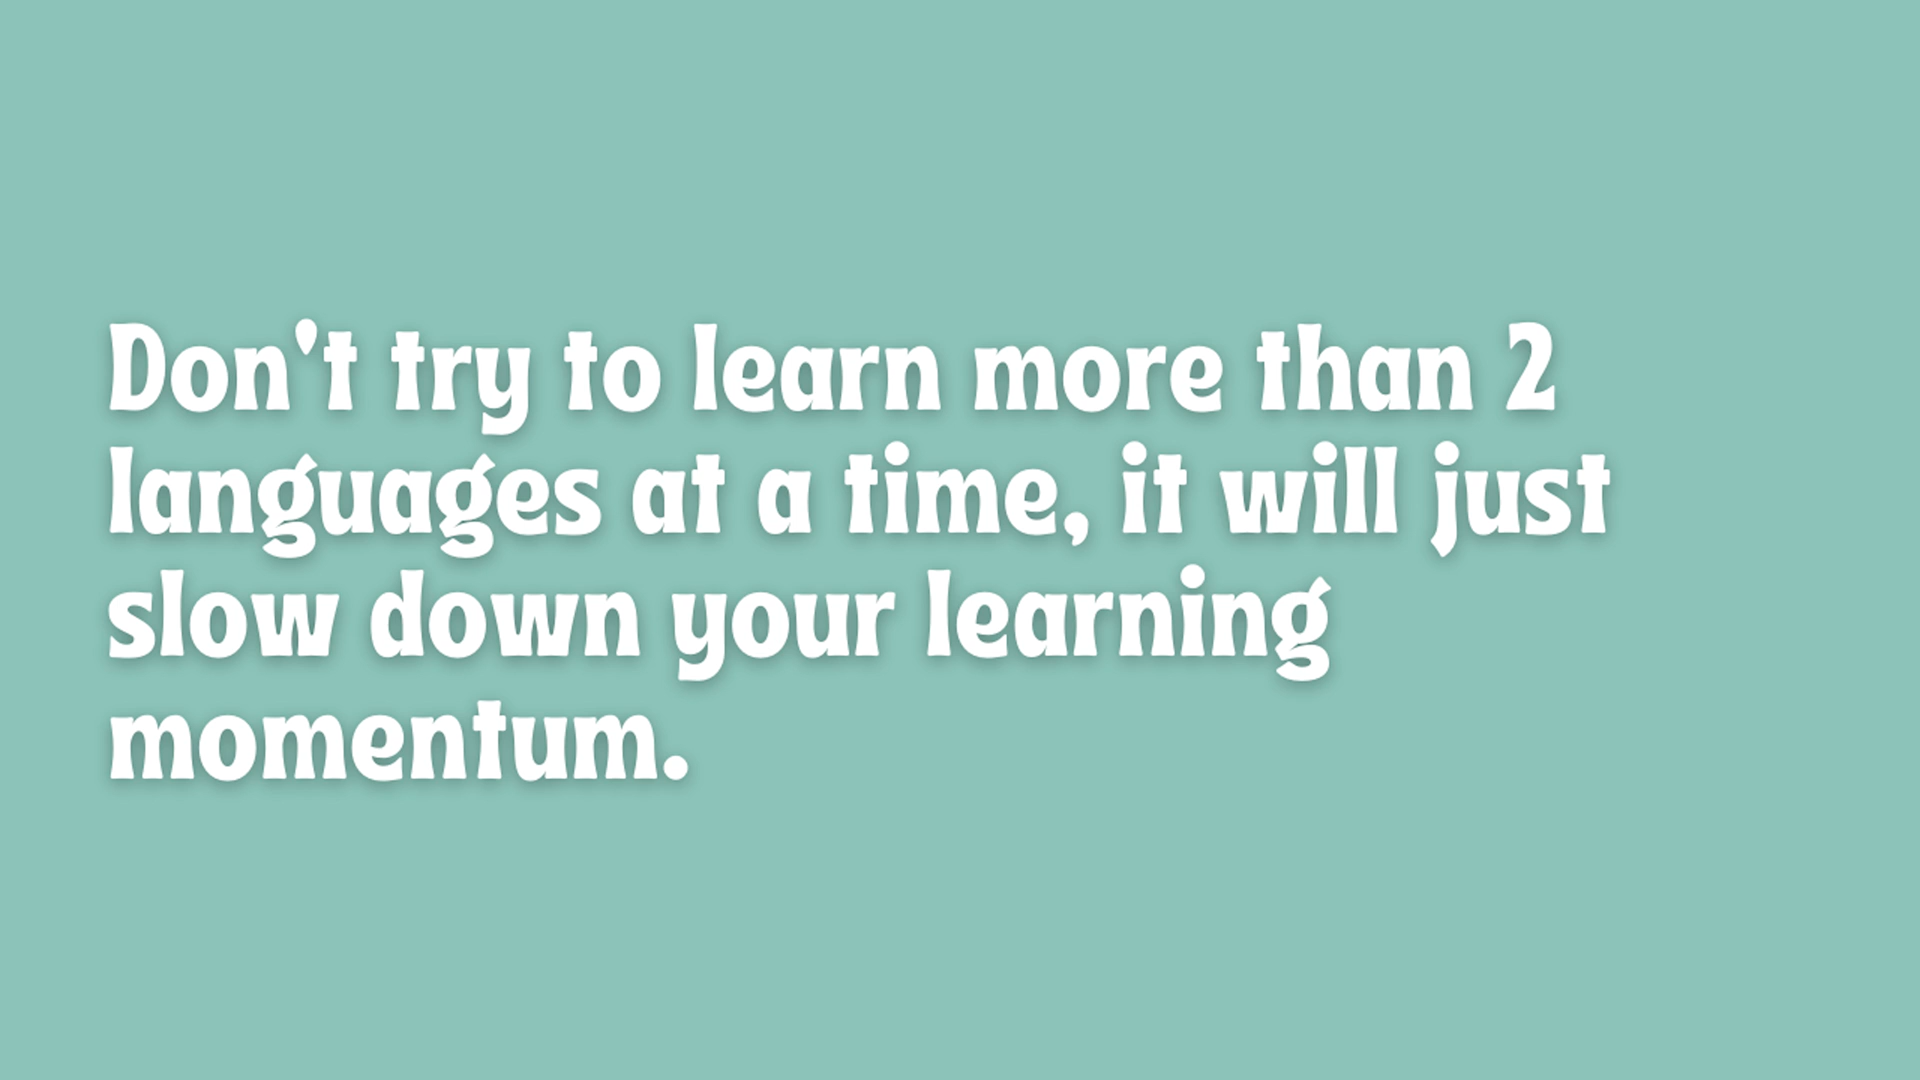 Don't try to learn more than 2
languages at a time, it will just
slow down your learning
momentum.